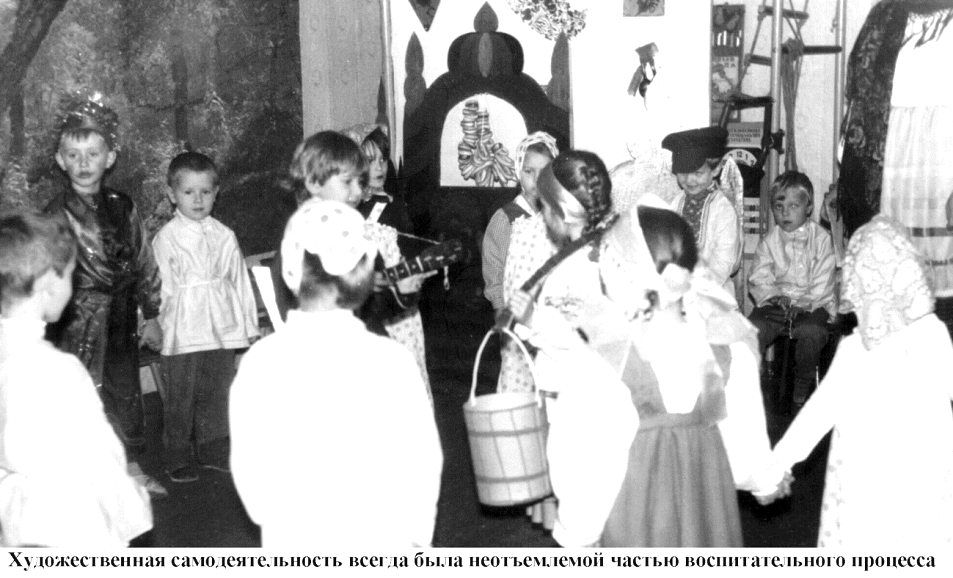 Художественная самодеятельность всегда была неотъемлемой частью воспитательного процесса